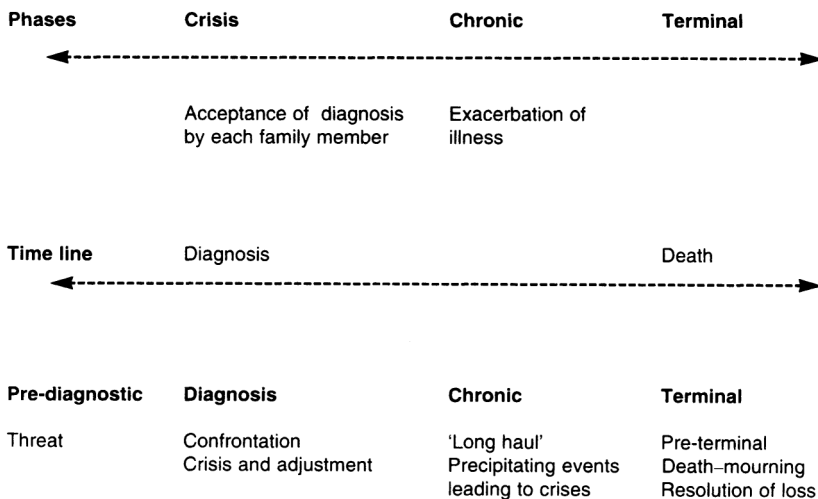 Phases Crisis Chronic Terminal
Acceptance of diagnosis Exacerbation of
by each family member illness
Time line Diagnosis Death
Pre-diagnostic Diagnosis Chronic Terminal
Threat Confrontation 'Long haul' Pre-terminal
Crisis and adjustment Precipitating events Death–mourning
leading to crises Resolution of loss